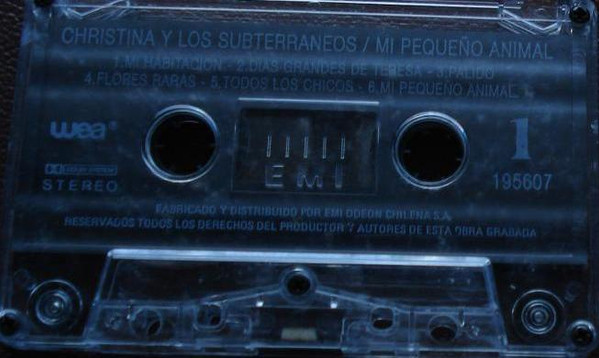 CHRISTINA Y LOS SUBTERRANEOS / MI PEQUEÑO ANIMAL
1.MI HABITACION - 2.DIAS GRANDES DE TERESA - 3.PALIDO
4.FLORES RARAS - 5.TODOS LOS CHICOS - 6.MI PEQUEÑO ANIMAL
wea
1
EMI
DOLBY SYSTEM
STEREO
195607
FABRICADO Y DISTRIBUIDO POR EMI ODEON CHILENA S.A.
RESERVADOS TODOS LOS DERECHOS DEL PRODUCTOR Y AUTORES DE ESTA OBRA GRABADA